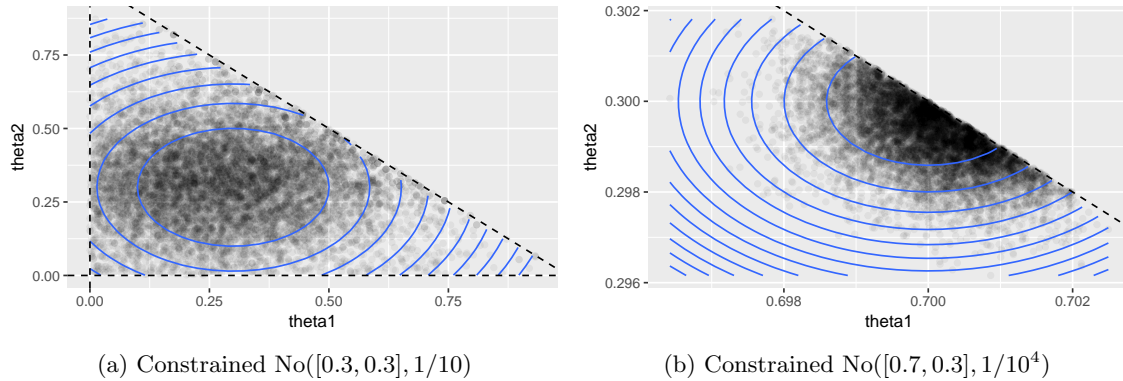 0.75
0.50
0.25
0.00
theta2
0.00
0.25
0.50
0.75
theta1
(a) Constrained No([0.3, 0.3], 1/10)
0.302
0.300
0.298
0.296
theta2
0.698
0.700
0.702
theta1
(b) Constrained No([0.7, 0.3], 1/10⁴)